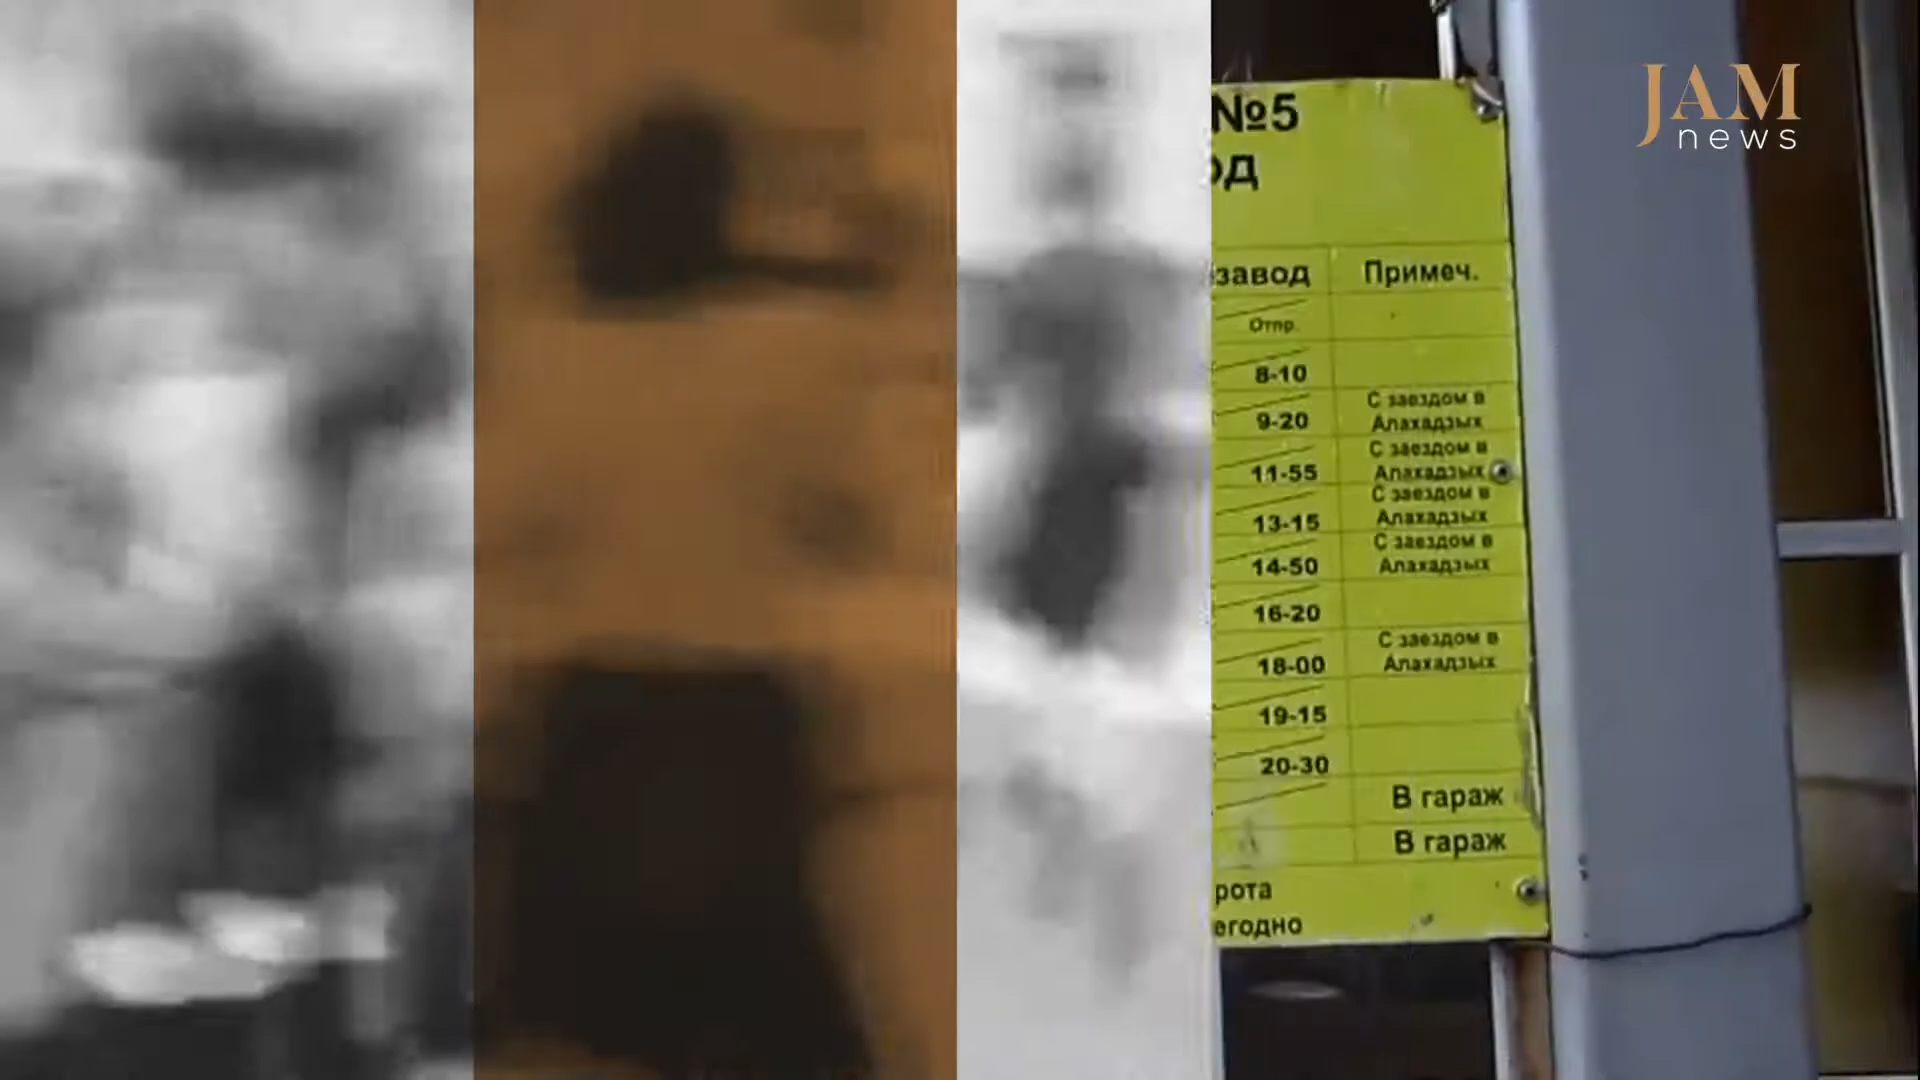 JAM
news
№5
од
завод Примеч.
Отпр.
8-10
9-20 С заездом в
Алахадзых
11-55 С заездом в
Алахадзых
13-15 С заездом в
Алахадзых
14-50 С заездом в
Алахадзых
16-20
18-00 С заездом в
Алахадзых
19-15
20-30
В гараж
В гараж
рота
егодно